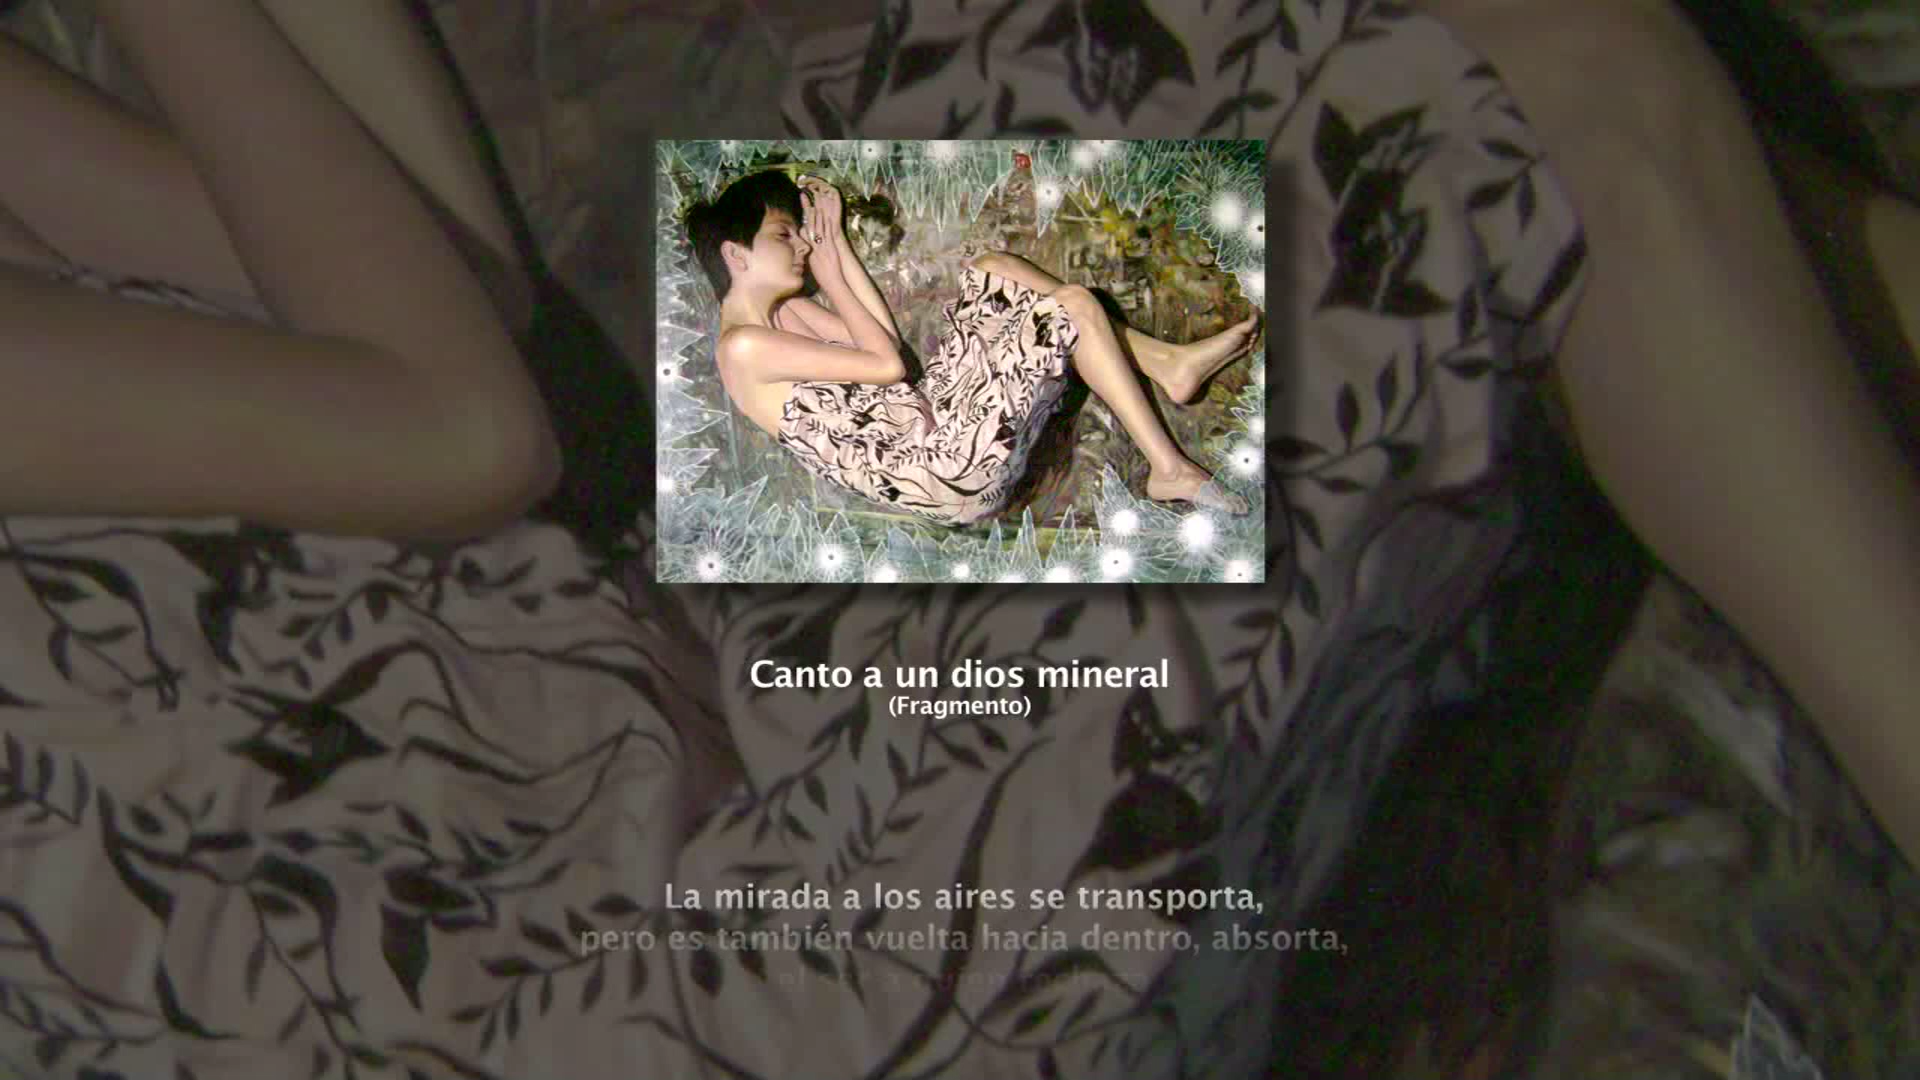 Canto a un dios mineral
(Fragmento)
La mirada a los aires se transporta,
pero es también vuelta hacia dentro, absorta,